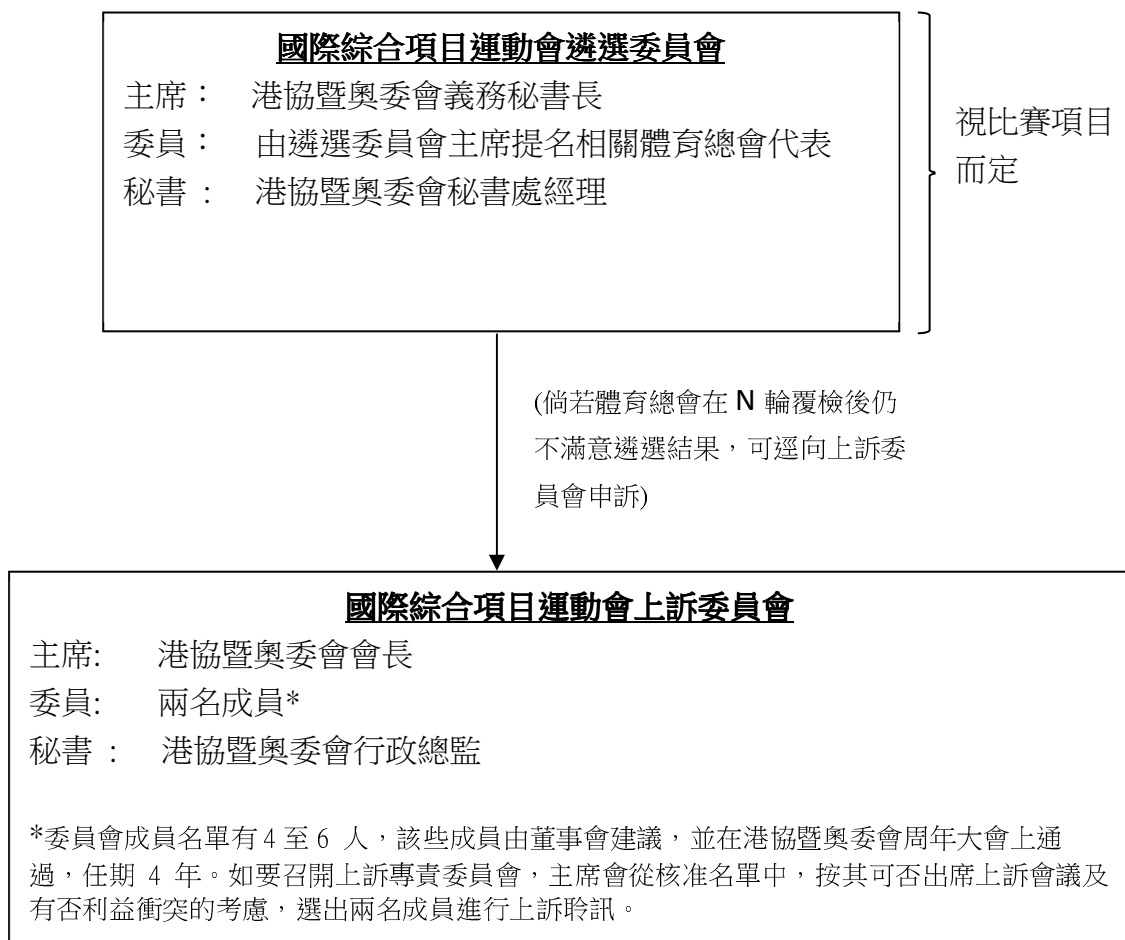 國際綜合項目運動會遴選委員會
主席： 港協暨奧委會義務秘書長
委員： 由遴選委員會主席提名相關體育總會代表
秘書 : 港協暨奧委會秘書處經理
視比賽項目
而定
(倘若體育總會在 N 輪覆檢後仍
不滿意遴選結果，可逕向上訴委
員會申訴)
國際綜合項目運動會上訴委員會
主席: 港協暨奧委會會長
委員: 兩名成員*
秘書 : 港協暨奧委會行政總監
*委員會成員名單有 4 至 6 人，該些成員由董事會建議，並在港協暨奧委會周年大會上通
過，任期 4 年。如要召開上訴專責委員會，主席會從核准名單中，按其可否出席上訴會議及
有否利益衝突的考慮，選出兩名成員進行上訴聆訊。